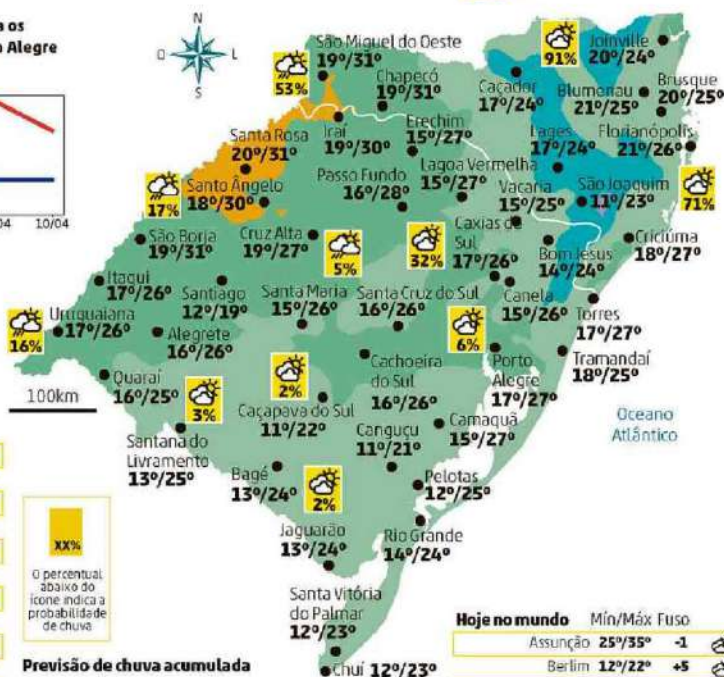 a os
o Alegre
04
10/04
N
O
L
S
53%
São Miguel do Oeste
19º/31º
Chapecó
19º/31º
91%
Joinville
20º/24º
Caçador
17º/24º
Blumenau
21º/25º
Brusque
20º/25º
Iraí
19º/30º
Erechim
15º/27º
Lages
17º/24º
Florianópolis
21º/26º
Santa Rosa
20º/31º
Passo Fundo
16º/28º
Lagoa Vermelha
15º/27º
Vacaria
15º/25º
São Joaquim
11º/23º
71%
17%
Santo Ângelo
18º/30º
São Borja
19º/31º
Cruz Alta
19º/27º
5%
32%
Caxias do
Sul
17º/26º
Bom Jesus
14º/24º
Criciúma
18º/27º
Itaqui
17º/26º
Santiago
12º/19º
Santa Maria
15º/26º
Santa Cruz do Sul
16º/26º
Canela
15º/26º
Torres
17º/27º
16%
Uruguaiana
17º/26º
Alegrete
16º/26º
6%
Quaraí
16º/25º
3%
2%
Caçapava do Sul
11º/22º
Cachoeira
do Sul
16º/26º
Porto
Alegre
17º/27º
Tramandaí
18º/25º
100km
Santana do
Livramento
13º/25º
Canguçu
11º/21º
Camaquã
15º/27º
Oceano
Atlântico
Bagé
13º/24º
2%
Pelotas
12º/25º
XX%
O percentual
abaixo do
ícone indica a
probabilidade
de chuva
Jaguarão
13º/24º
Rio Grande
14º/24º
Santa Vitória
do Palmar
12º/23º
Chuí 12º/23º
Previsão de chuva acumulada
Hoje no mundo Mín/Máx Fuso
Assunção 25º/35º -1
Berlim 12º/22º +5